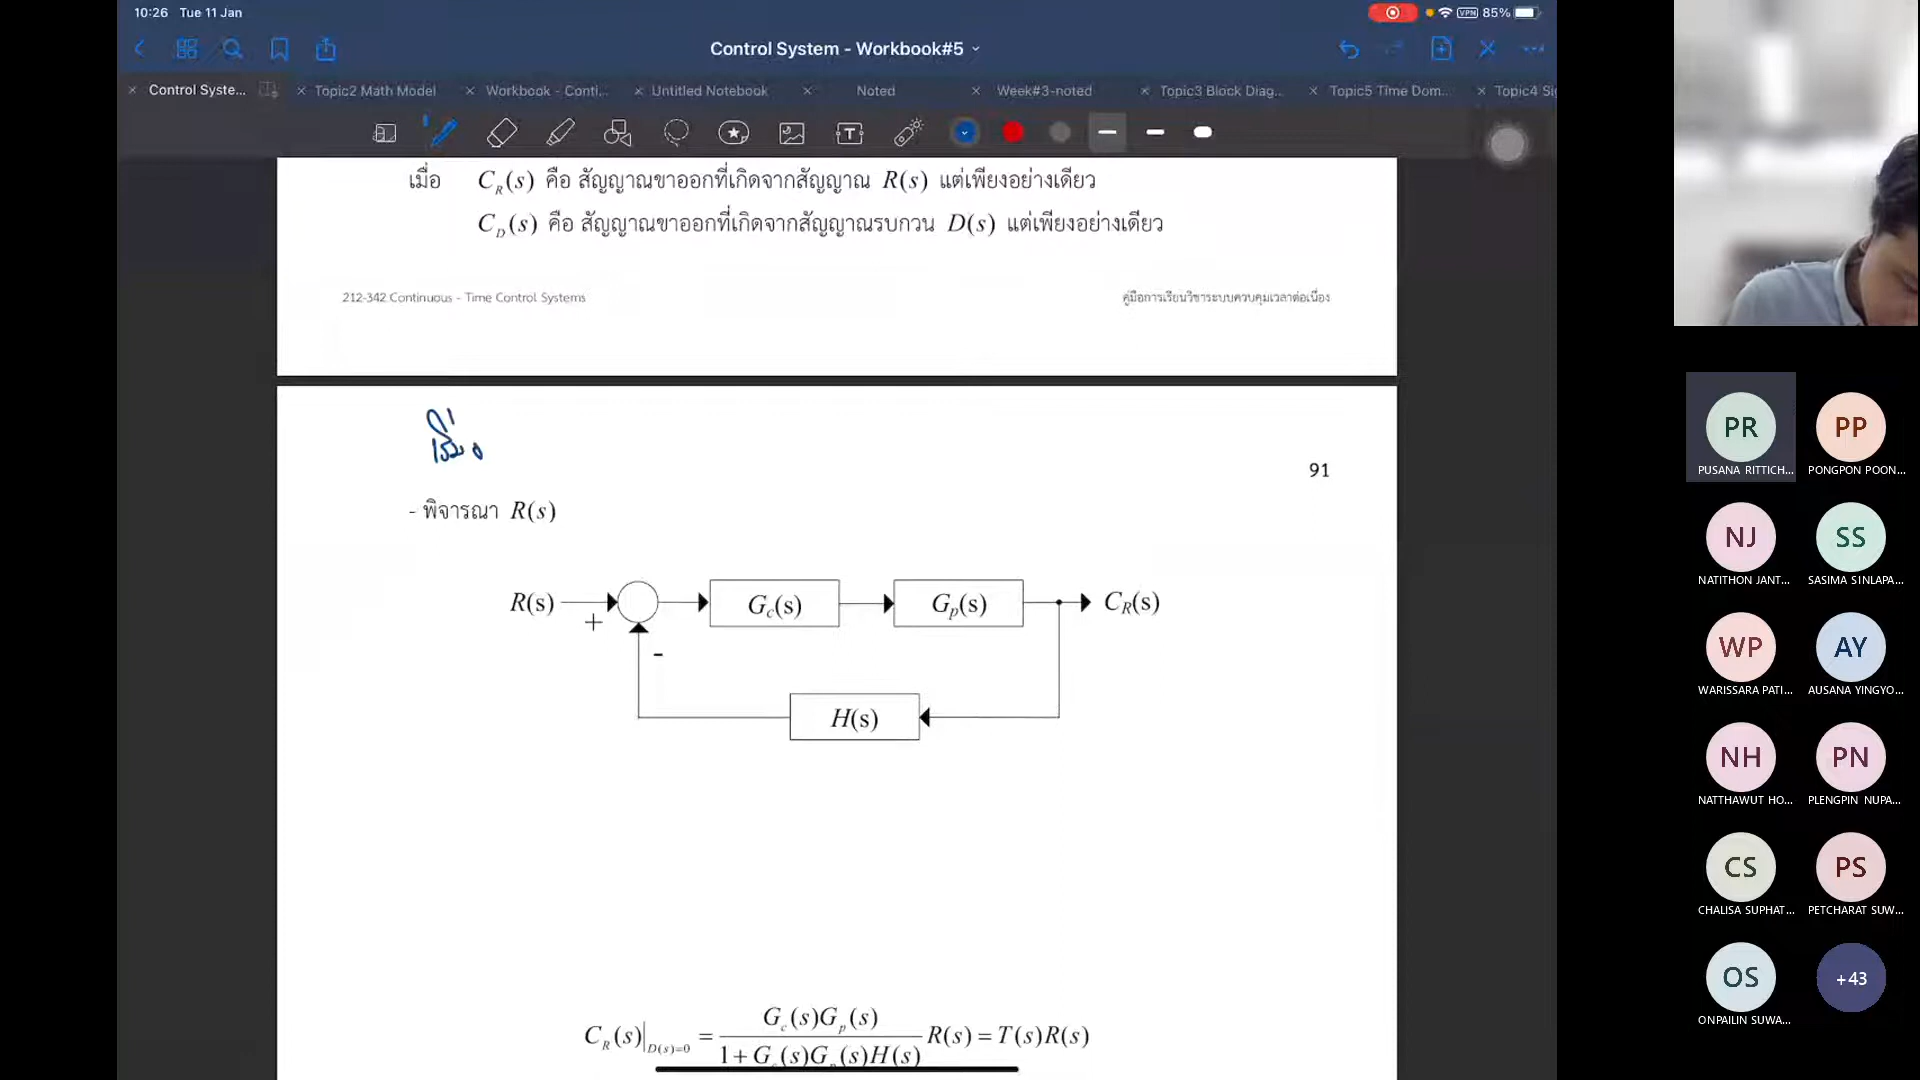 10:26 Tue 11 Jan
VPN 85%
Control System - Workbook#5
Control Syste...
Topic2 Math Model
Workbook - Conti...
Untitled Notebook
Noted
Week#3-noted
Topic3 Block Diag...
Topic5 Time Dom...
Topic4 Si
เมื่อ C_R(s) คือ สัญญาณขาออกที่เกิดจากสัญญาณ R(s) แต่เพียงอย่างเดียว
C_D(s) คือ สัญญาณขาออกที่เกิดจากสัญญาณรบกวน D(s) แต่เพียงอย่างเดียว
212-342 Continuous - Time Control Systems
คู่มือการเรียนวิชาระบบควบคุมเวลาต่อเนื่อง
91
- พิจารณา R(s)
R(s) + G_c(s) G_p(s) C_R(s)
-
H(s)
C_R(s)|_{D(s)=0} = G_c(s)G_p(s) / 1+G_c(s)G_p(s)H(s) R(s) = T(s)R(s)
PR
PUSANA RITTICH...
PP
PONGPON POON...
NJ
NATITHON JANT...
SS
SASIMA SINLAPA...
WP
WARISSARA PATI...
AY
AUSANA YINGYO...
NH
NATTHAWUT HO...
PN
PLENGPIN NUPA...
CS
CHALISA SUPHAT...
PS
PETCHARAT SUW...
OS
ONPAILIN SUWA...
+43